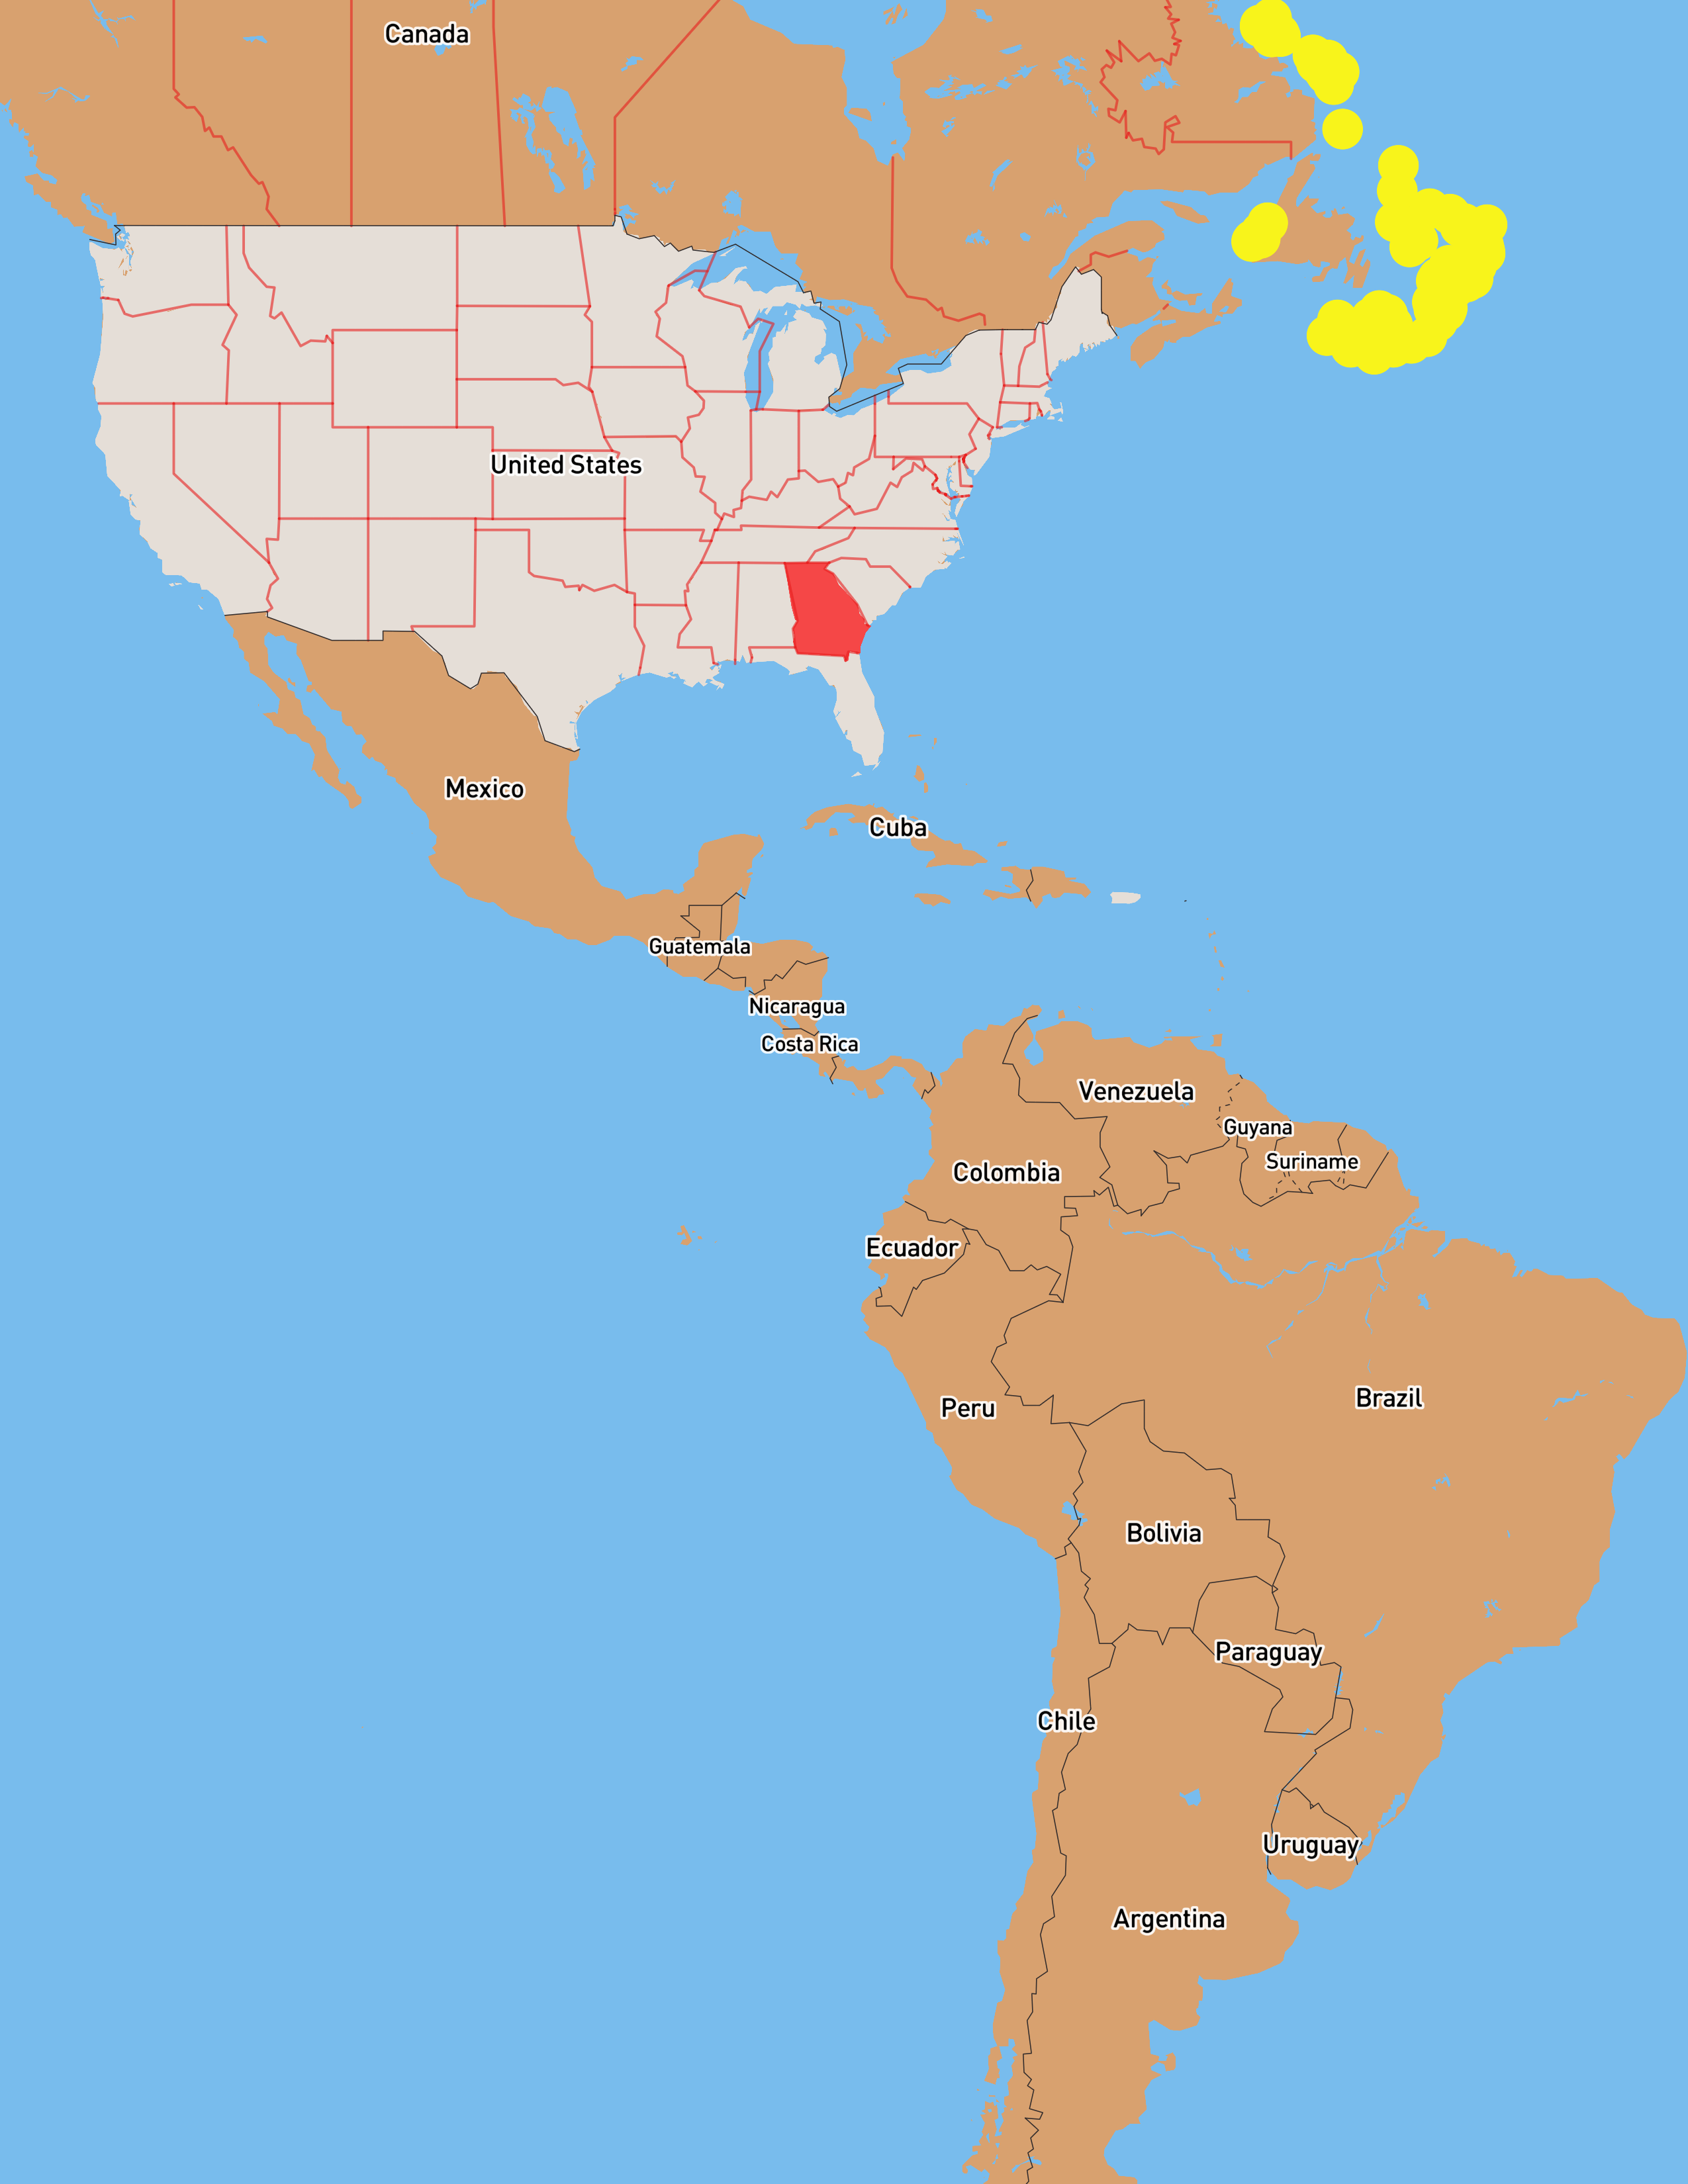 Canada
United States
Mexico
Cuba
Guatemala
Nicaragua
Costa Rica
Venezuela
Guyana
Suriname
Colombia
Ecuador
Brazil
Peru
Bolivia
Paraguay
Chile
Uruguay
Argentina